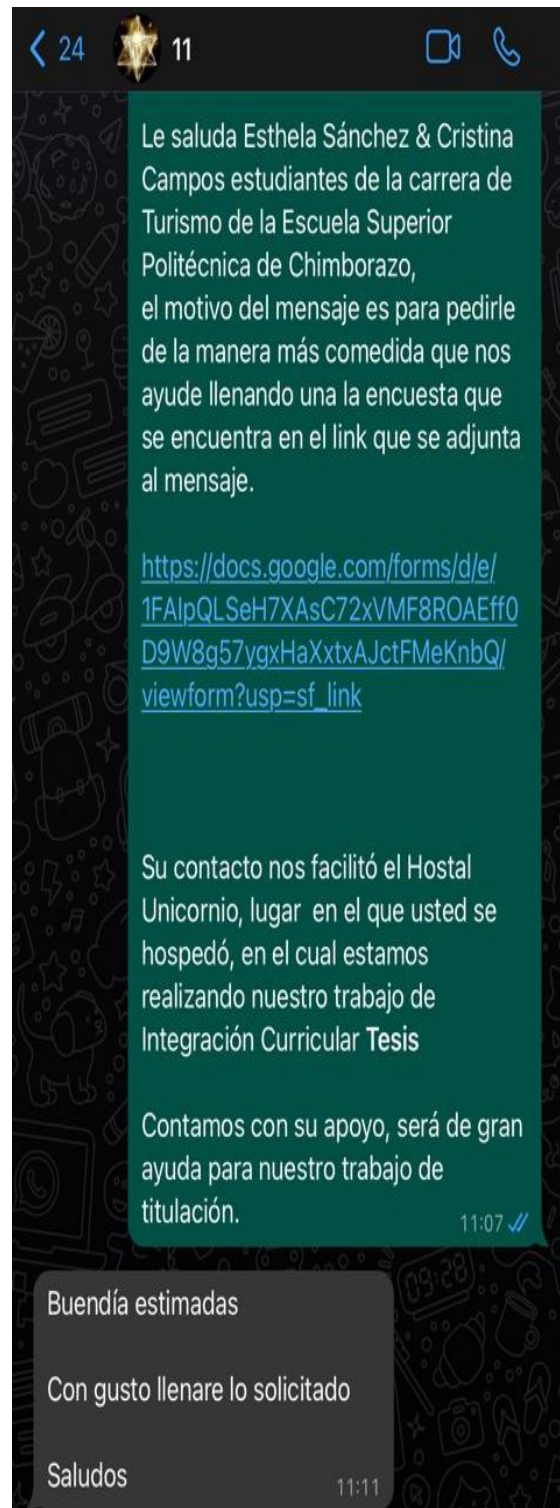 24 11
Le saluda Esthela Sánchez & Cristina
Campos estudiantes de la carrera de
Turismo de la Escuela Superior
Politécnica de Chimborazo,
el motivo del mensaje es para pedirle
de la manera más comedida que nos
ayude llenando una la encuesta que
se encuentra en el link que se adjunta
al mensaje.
https://docs.google.com/forms/d/e/
1FAIpQLSeH7XAsC72xVMF8ROAEff0
D9W8g57ygxHaXxtxAJctFMeKnbQ/
viewform?usp=sf_link
Su contacto nos facilitó el Hostal
Unicornio, lugar en el que usted se
hospedó, en el cual estamos
realizando nuestro trabajo de
Integración Curricular Tesis
Contamos con su apoyo, será de gran
ayuda para nuestro trabajo de
titulación.
11:07
09:28
Buendía estimadas
Con gusto llenare lo solicitado
Saludos
11:11